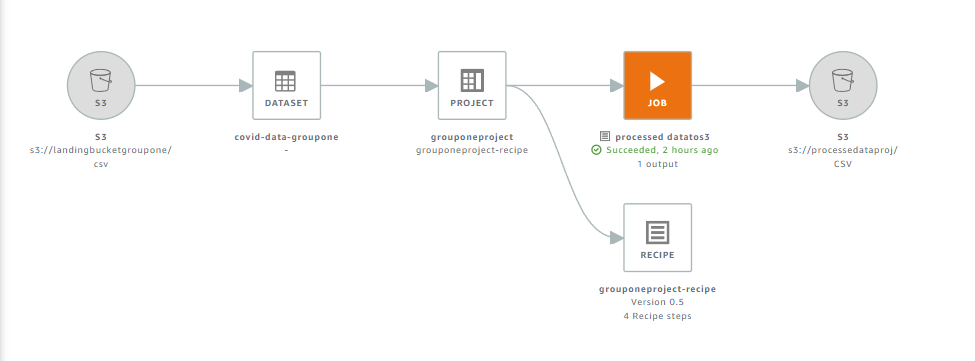 S3
DATASET
PROJECT
JOB
S3
S3
s3://landingbucketgroupone/
csv
covid-data-groupone
-
grouponeproject
grouponeproject-recipe
processed datatos3
Succeeded, 2 hours ago
1 output
S3
s3://processedataproj/
CSV
RECIPE
grouponeproject-recipe
Version 0.5
4 Recipe steps